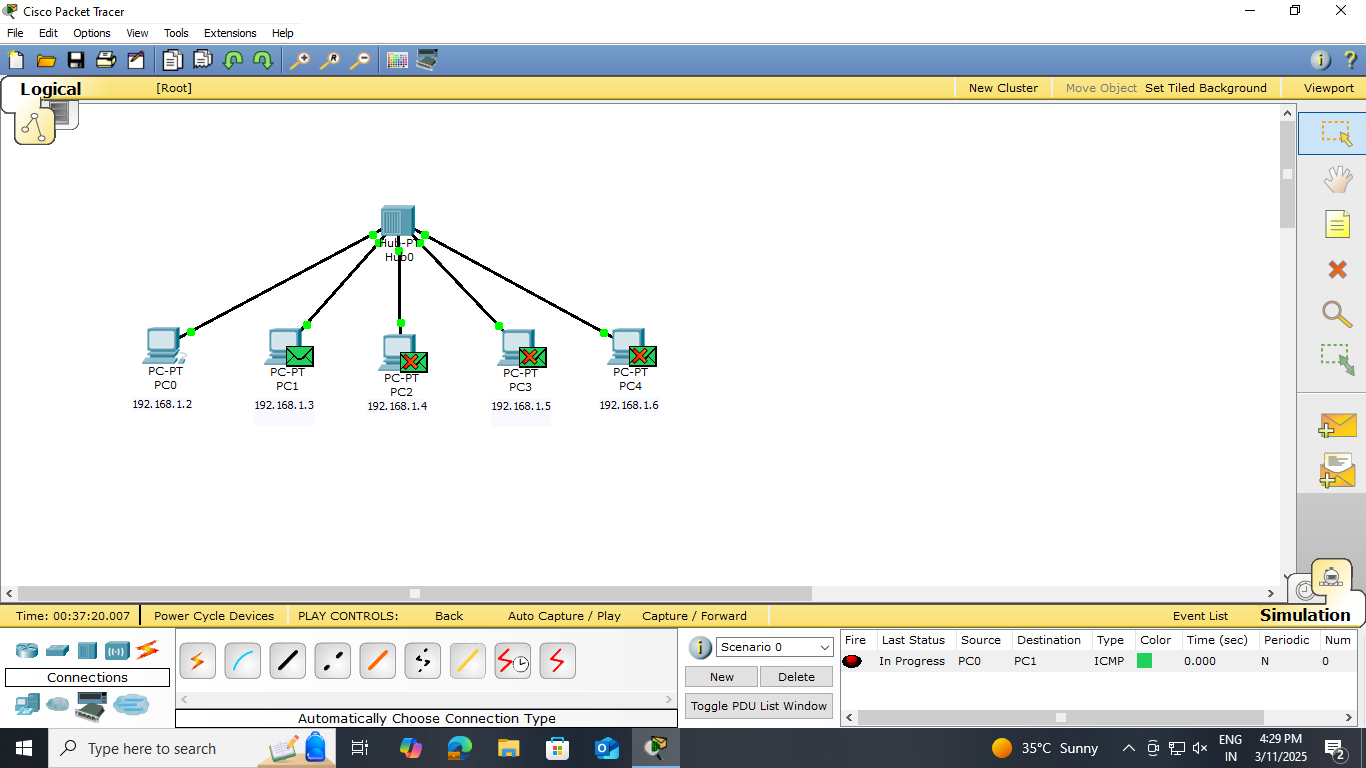 Cisco Packet Tracer
File Edit Options View Tools Extensions Help
Logical [Root] New Cluster Move Object Set Tiled Background Viewport
Hub-PT
Hub0
PC-PT
PC0
192.168.1.2
PC-PT
PC1
192.168.1.3
PC-PT
PC2
192.168.1.4
PC-PT
PC3
192.168.1.5
PC-PT
PC4
192.168.1.6
Time: 00:37:20.007 Power Cycle Devices PLAY CONTROLS: Back Auto Capture / Play Capture / Forward Event List Simulation
Connections
Automatically Choose Connection Type
Scenario 0
New Delete
Toggle PDU List Window
Fire Last Status Source Destination Type Color Time (sec) Periodic Num
In Progress PC0 PC1 ICMP 0.000 N 0
Type here to search
35°C Sunny
ENG
IN
4:29 PM
3/11/2025
2